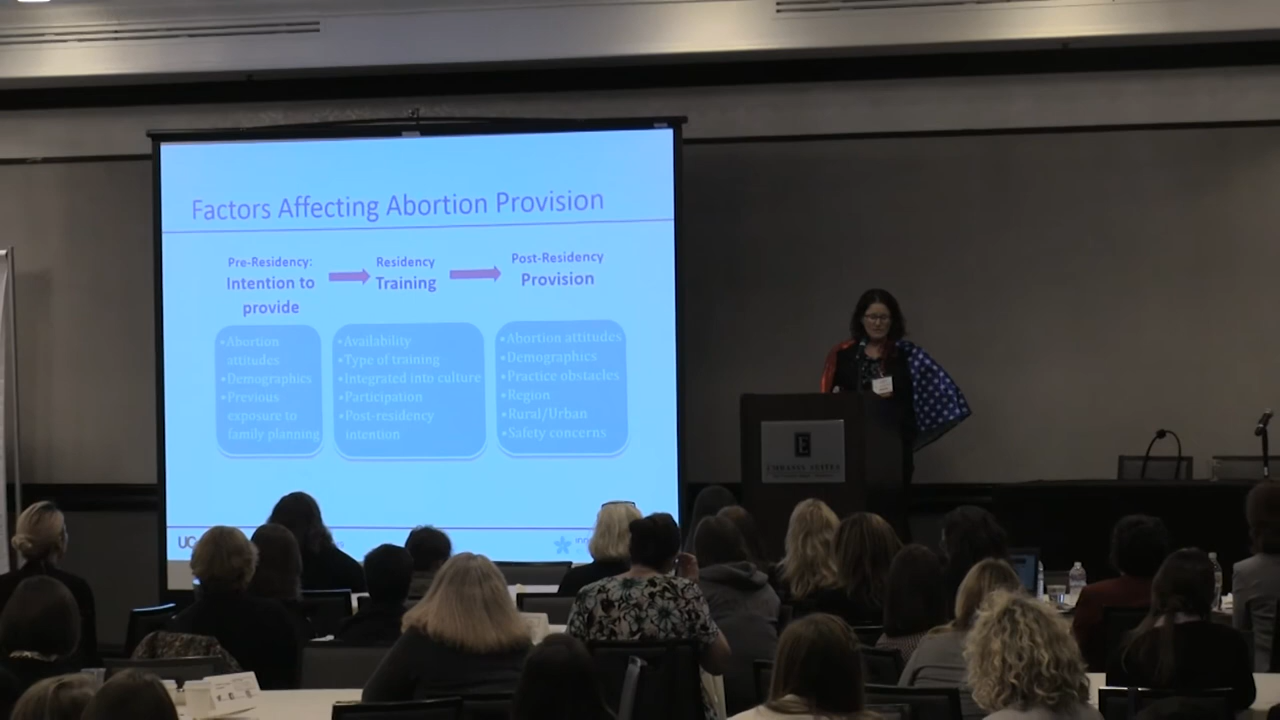 Factors Affecting Abortion Provision
Pre-Residency:
Intention to
provide
Residency
Training
Post-Residency
Provision
•Abortion
attitudes
•Demographics
•Previous
exposure to
family planning
•Availability
•Type of training
•Integrated into culture
•Participation
•Post-residency
intention
•Abortion attitudes
•Demographics
•Practice obstacles
•Region
•Rural/Urban
•Safety concerns
E
EMBASSY SUITES